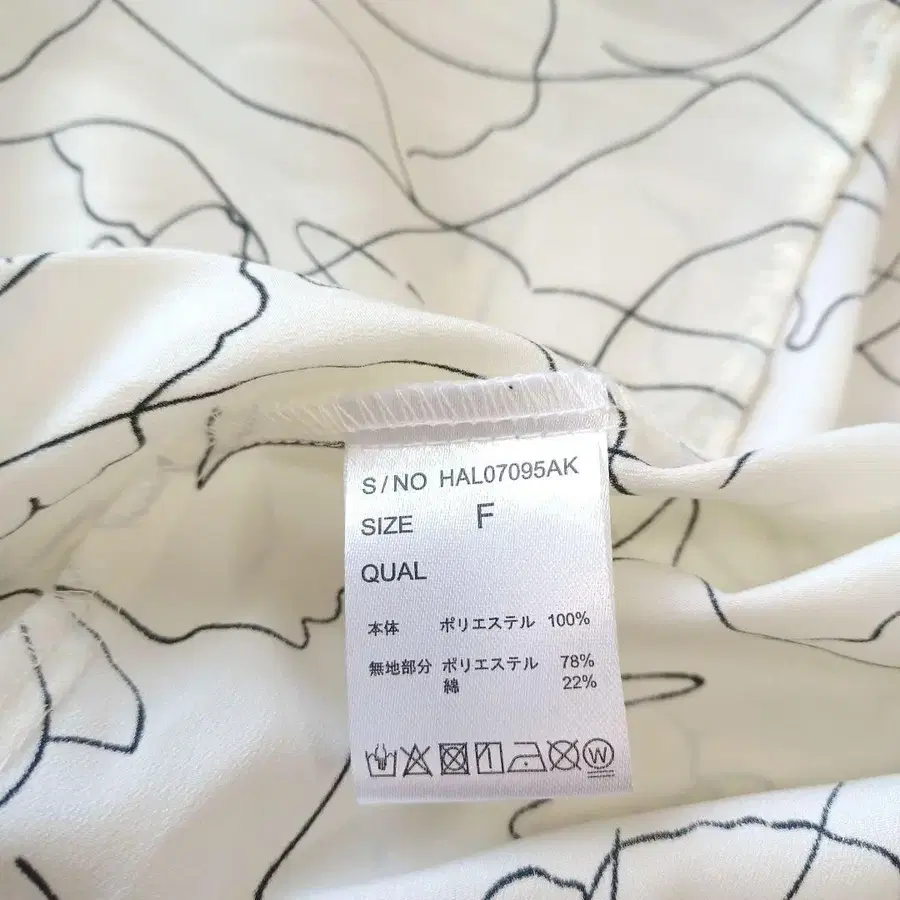 S/NO HAL07095AK
SIZE F
QUAL
本体 ポリエステル 100%
無地部分 ポリエステル 78%
綿 22%
W